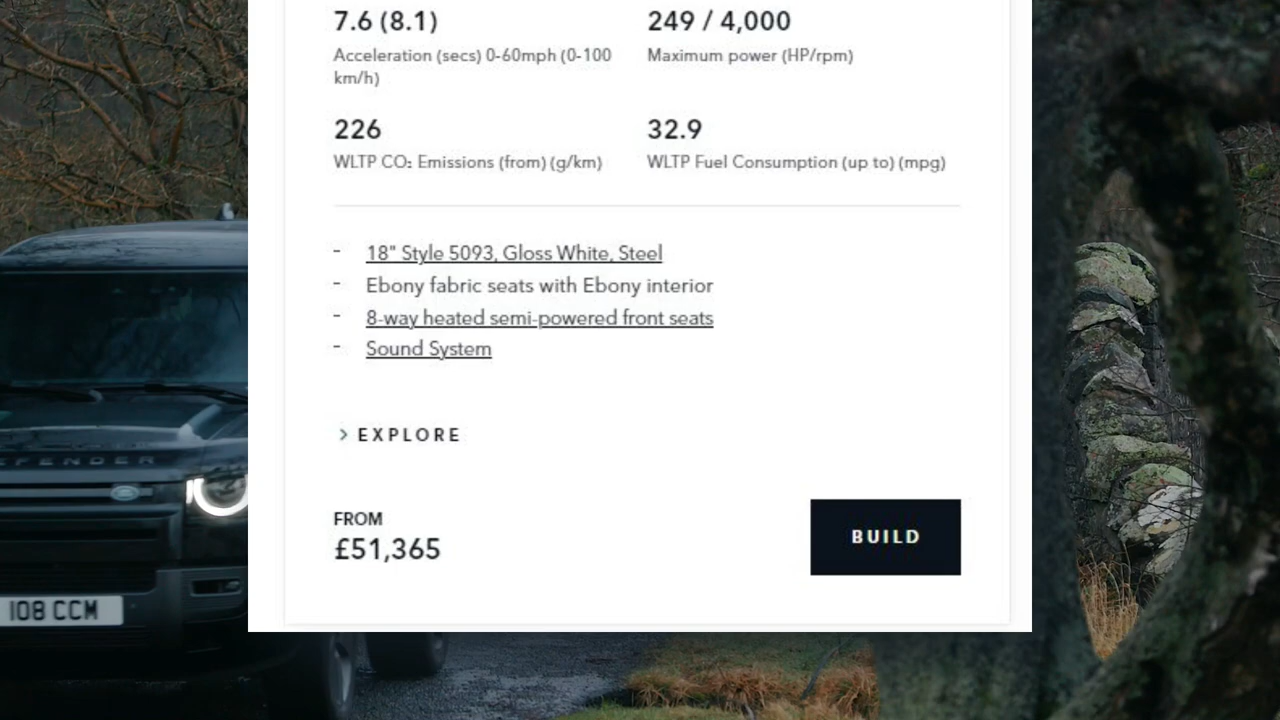 7.6 (8.1)
Acceleration (secs) 0-60mph (0-100
km/h)
249 / 4,000
Maximum power (HP/rpm)
226
WLTP CO₂ Emissions (from) (g/km)
32.9
WLTP Fuel Consumption (up to) (mpg)
- 18" Style 5093, Gloss White, Steel
- Ebony fabric seats with Ebony interior
- 8-way heated semi-powered front seats
- Sound System
> EXPLORE
FROM
£51,365
BUILD
DEFENDER
108 CCM